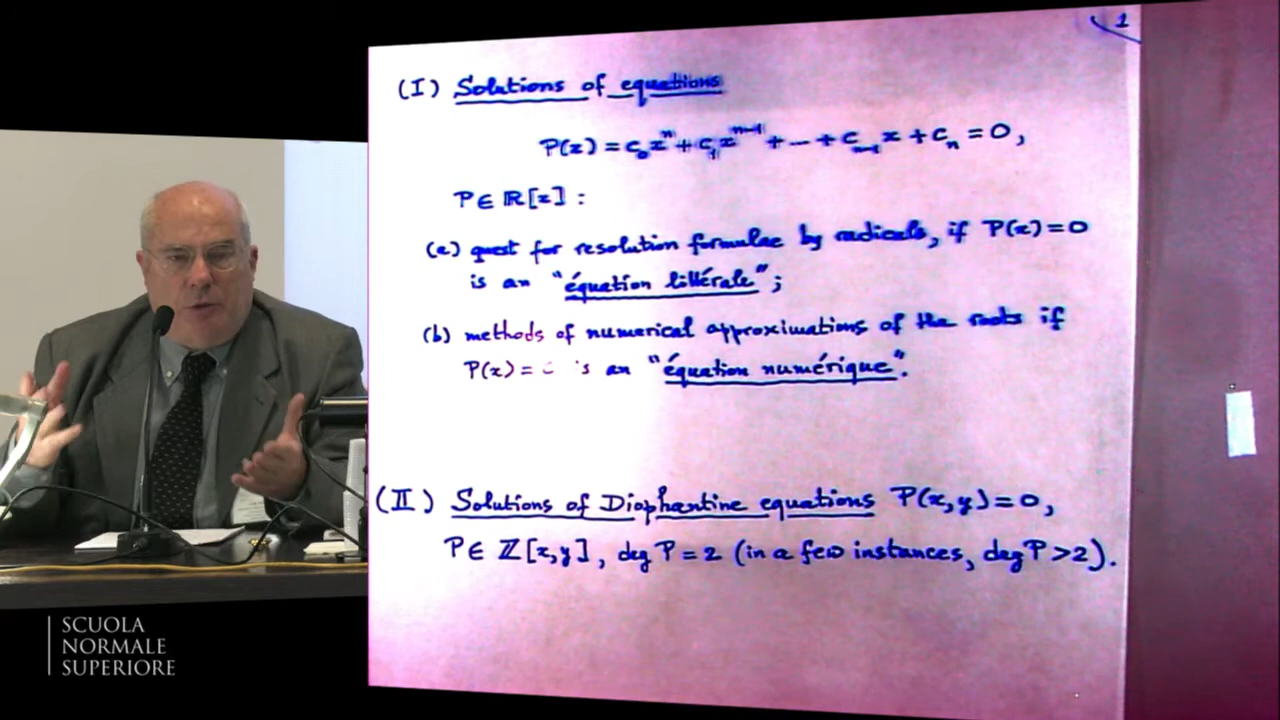 1
(I) Solutions of equations
P(x) = c₀xⁿ + c₁xⁿ⁻¹ + ... + cₙ₋₁x + cₙ = 0,
P ∈ ℝ[x] :
(a) quest for resolution formulae by radicals, if P(x) = 0
is an "équation littérale";
(b) methods of numerical approximations of the roots if
P(x) = 0 is an "équation numérique".
(II) Solutions of Diophantine equations P(x,y) = 0,
P ∈ ℤ[x,y], deg P = 2 (in a few instances, deg P > 2).
SCUOLA
NORMALE
SUPERIORE